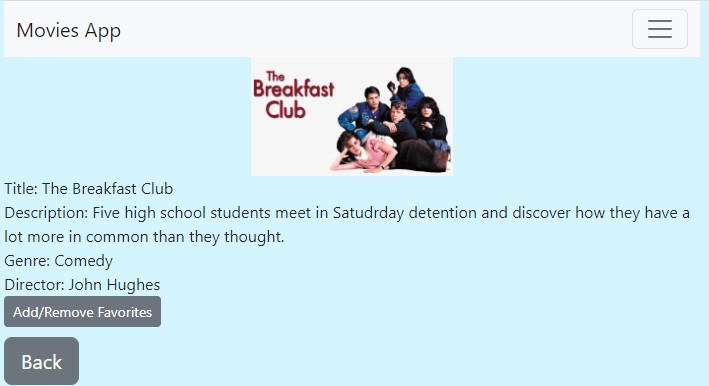 Movies App
The
Breakfast
Club
Title: The Breakfast Club
Description: Five high school students meet in Satudrday detention and discover how they have a
lot more in common than they thought.
Genre: Comedy
Director: John Hughes
Add/Remove Favorites
Back